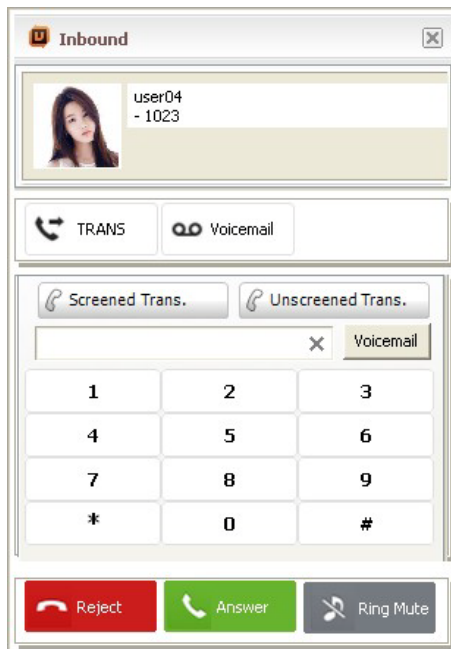 Inbound
user04
- 1023
TRANS Voicemail
Screened Trans. Unscreened Trans.
Voicemail
1 2 3
4 5 6
7 8 9
* 0 #
Reject Answer Ring Mute